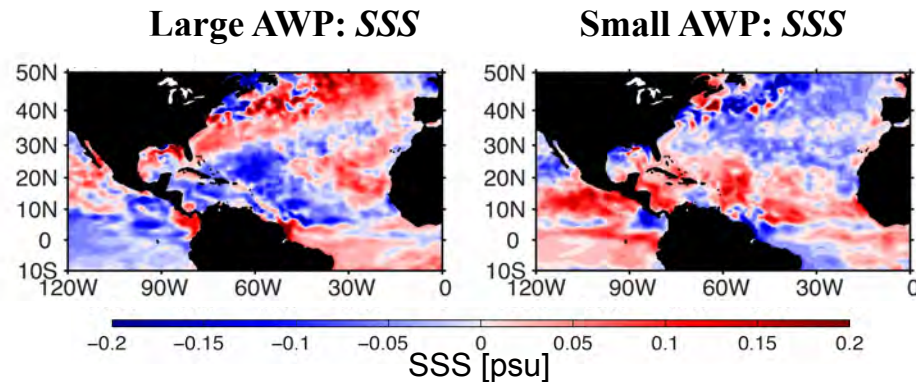 Large AWP: SSS
Small AWP: SSS
50N
40N
30N
20N
10N
0
10S
120W 90W 60W 30W 0
50N
40N
30N
20N
10N
0
10S
120W 90W 60W 30W 0
−0.2 −0.15 −0.1 −0.05 0 0.05 0.1 0.15 0.2
SSS [psu]